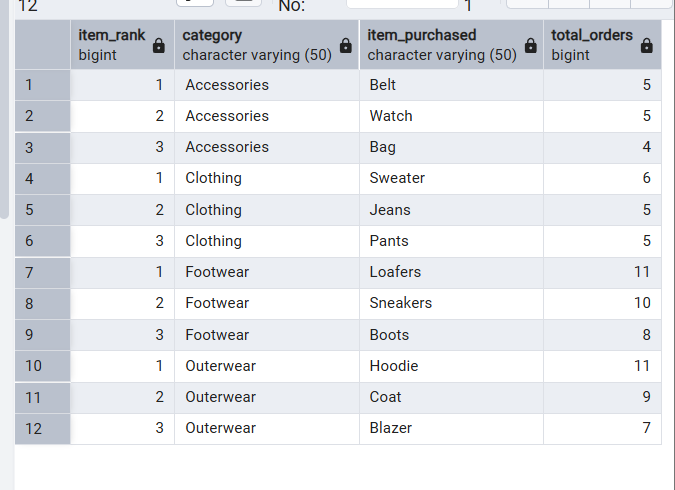 12 No: 1
item_rank category item_purchased total_orders
bigint character varying (50) character varying (50) bigint
1 1 Accessories Belt 5
2 2 Accessories Watch 5
3 3 Accessories Bag 4
4 1 Clothing Sweater 6
5 2 Clothing Jeans 5
6 3 Clothing Pants 5
7 1 Footwear Loafers 11
8 2 Footwear Sneakers 10
9 3 Footwear Boots 8
10 1 Outerwear Hoodie 11
11 2 Outerwear Coat 9
12 3 Outerwear Blazer 7